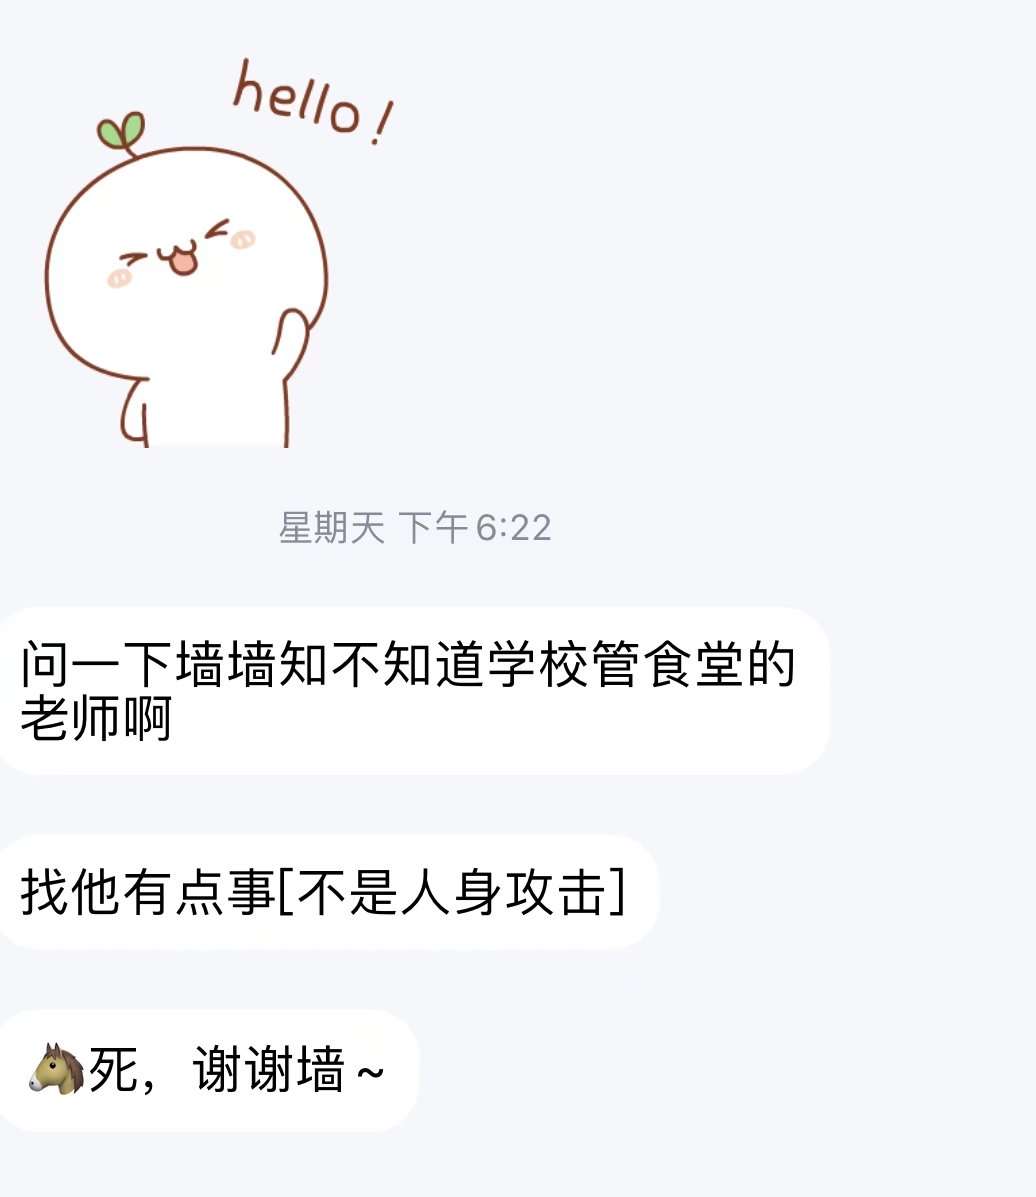 hello!
星期天 下午6:22
问一下墙墙知不知道学校管食堂的
老师啊
找他有点事[不是人身攻击]
🐴死，谢谢墙~